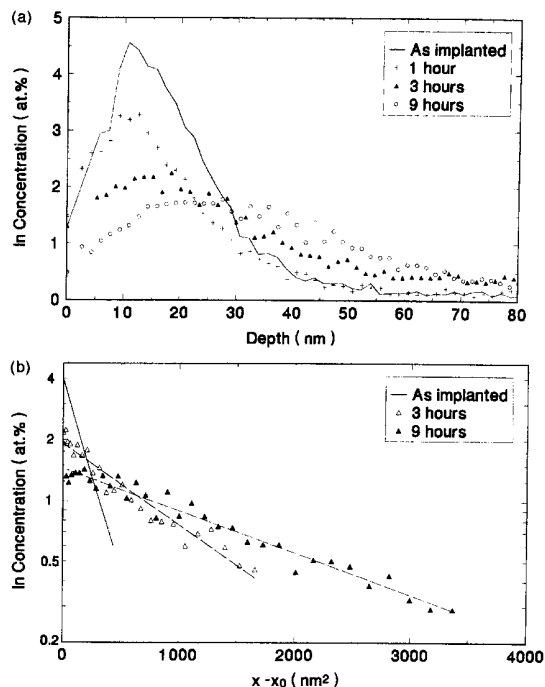 (a)
5
4
3
2
1
0
In Concentration ( at.% )
As implanted
1 hour
3 hours
9 hours
0 10 20 30 40 50 60 70 80
Depth ( nm )
(b)
4
2
1
0.5
0.2
In Concentration ( at.% )
As implanted
3 hours
9 hours
0 1000 2000 3000 4000
x -x₀ (nm²)